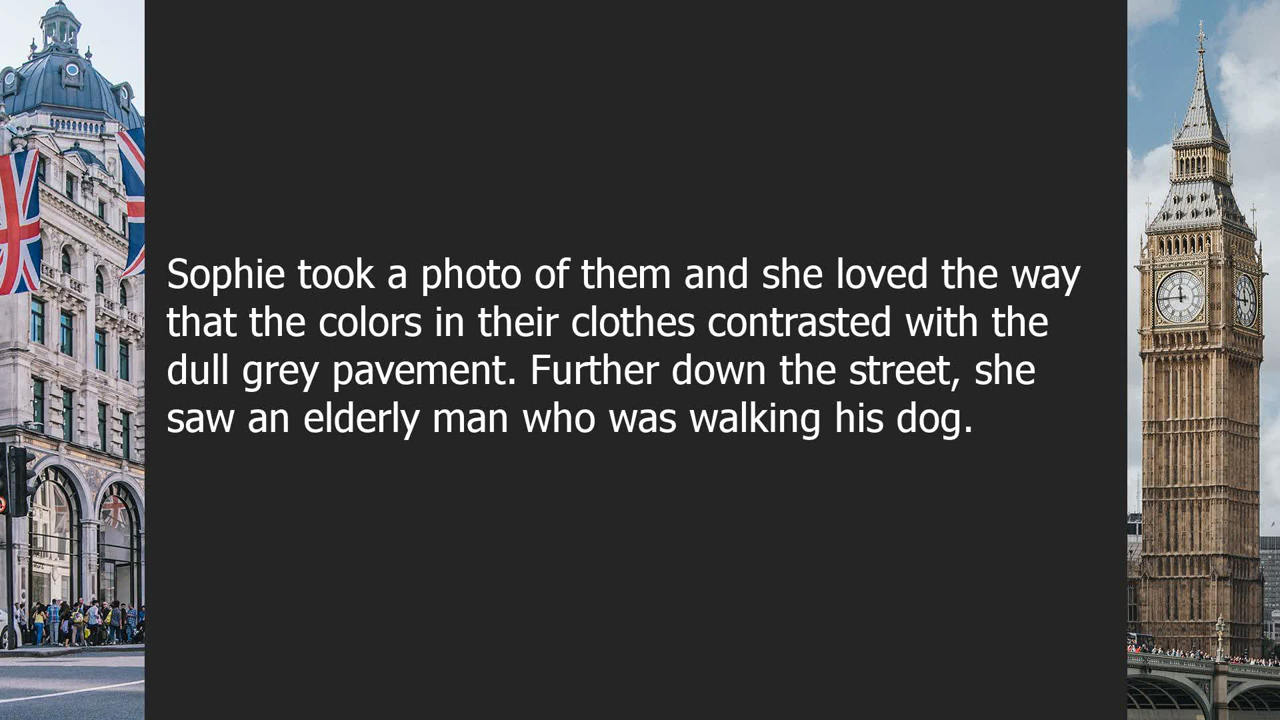 Sophie took a photo of them and she loved the way
that the colors in their clothes contrasted with the
dull grey pavement. Further down the street, she
saw an elderly man who was walking his dog.